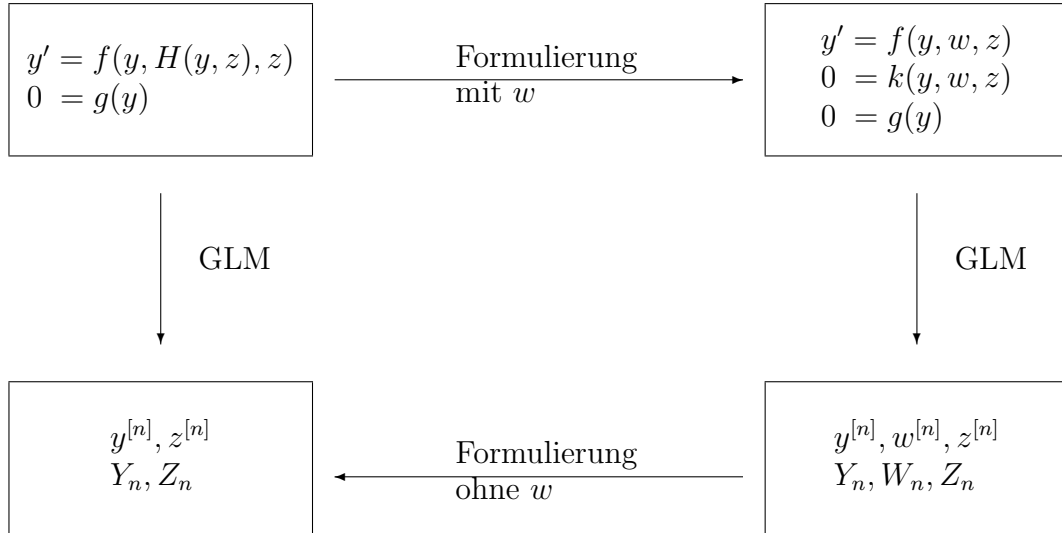 y' = f(y, H(y, z), z)
0 = g(y)
Formulierung
mit w
y' = f(y, w, z)
0 = k(y, w, z)
0 = g(y)
GLM
GLM
y^{[n]}, z^{[n]}
Y_n, Z_n
Formulierung
ohne w
y^{[n]}, w^{[n]}, z^{[n]}
Y_n, W_n, Z_n